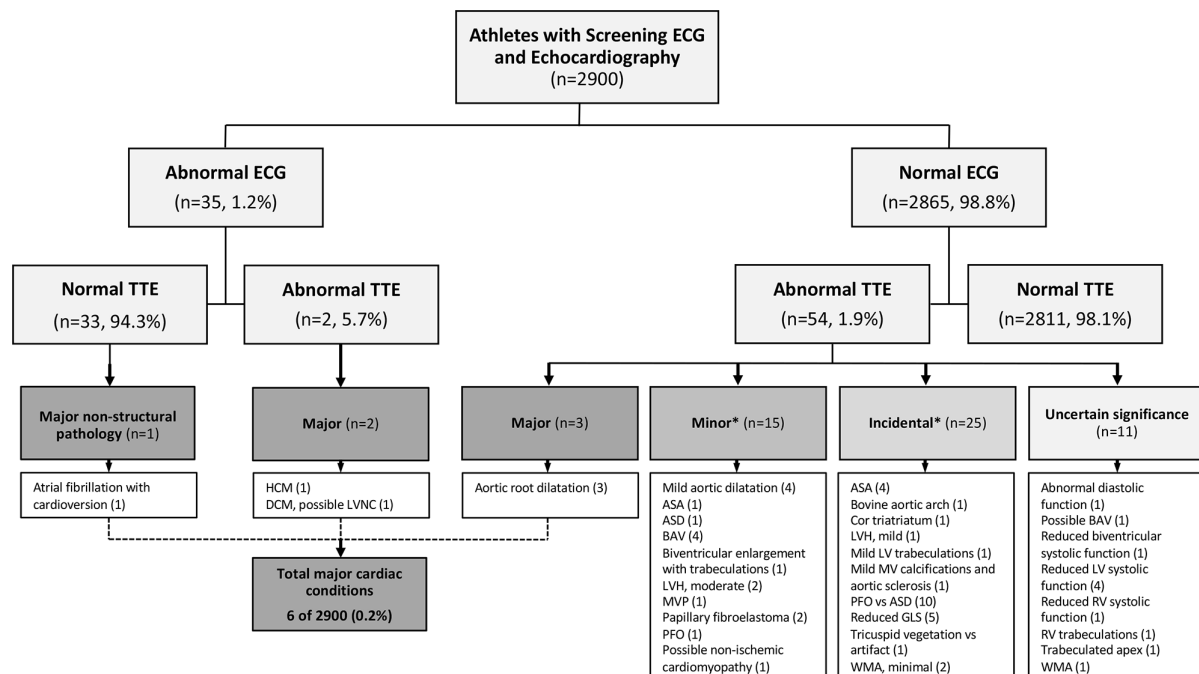 Athletes with Screening ECG
and Echocardiography
(n=2900)
Abnormal ECG
(n=35, 1.2%)
Normal ECG
(n=2865, 98.8%)
Normal TTE
(n=33, 94.3%)
Abnormal TTE
(n=2, 5.7%)
Abnormal TTE
(n=54, 1.9%)
Normal TTE
(n=2811, 98.1%)
Major non-structural
pathology (n=1)
Major (n=2)
Major (n=3)
Minor* (n=15)
Incidental* (n=25)
Uncertain significance
(n=11)
Atrial fibrillation with
cardioversion (1)
HCM (1)
DCM, possible LVNC (1)
Aortic root dilatation (3)
Mild aortic dilatation (4)
ASA (1)
ASD (1)
BAV (4)
Biventricular enlargement
with trabeculations (1)
LVH, moderate (2)
MVP (1)
Papillary fibroelastoma (2)
PFO (1)
Possible non-ischemic
cardiomyopathy (1)
ASA (4)
Bovine aortic arch (1)
Cor triatriatum (1)
LVH, mild (1)
Mild LV trabeculations (1)
Mild MV calcifications and
aortic sclerosis (1)
PFO vs ASD (10)
Reduced GLS (5)
Tricuspid vegetation vs
artifact (1)
WMA, minimal (2)
Abnormal diastolic
function (1)
Possible BAV (1)
Reduced biventricular
systolic function (1)
Reduced LV systolic
function (4)
Reduced RV systolic
function (1)
RV trabeculations (1)
Trabeculated apex (1)
WMA (1)
Total major cardiac
conditions
6 of 2900 (0.2%)